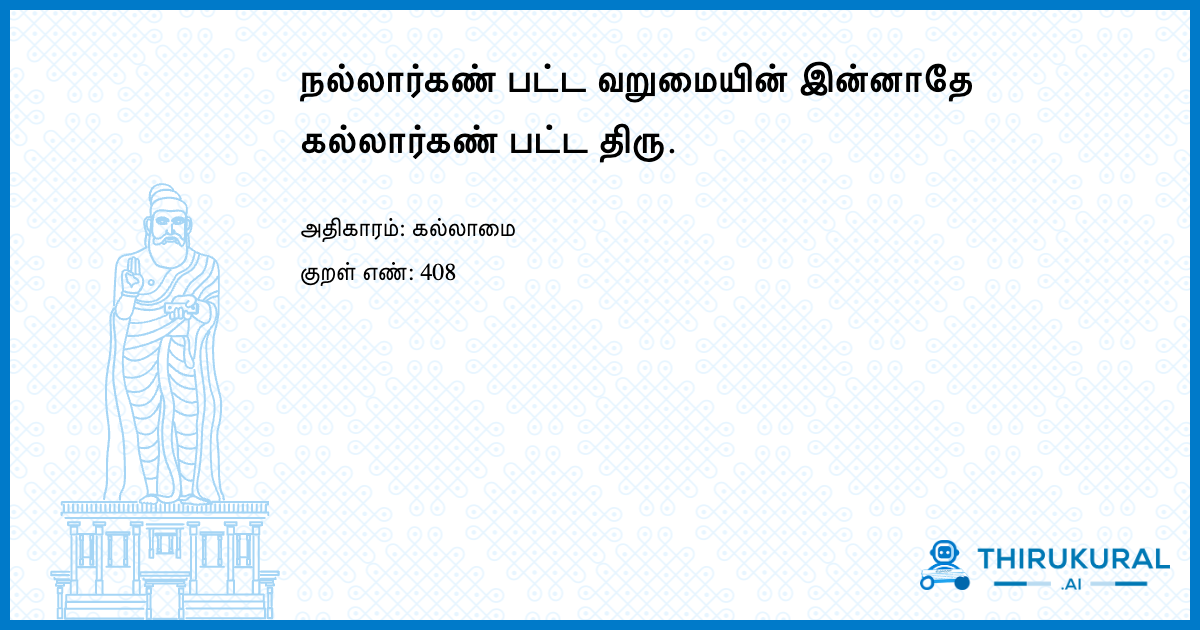 நல்லார்கண் பட்ட வறுமையின் இன்னாதே
கல்லார்கண் பட்ட திரு.
அதிகாரம்: கல்லாமை
குறள் எண்: 408
THIRUKURAL
.AI